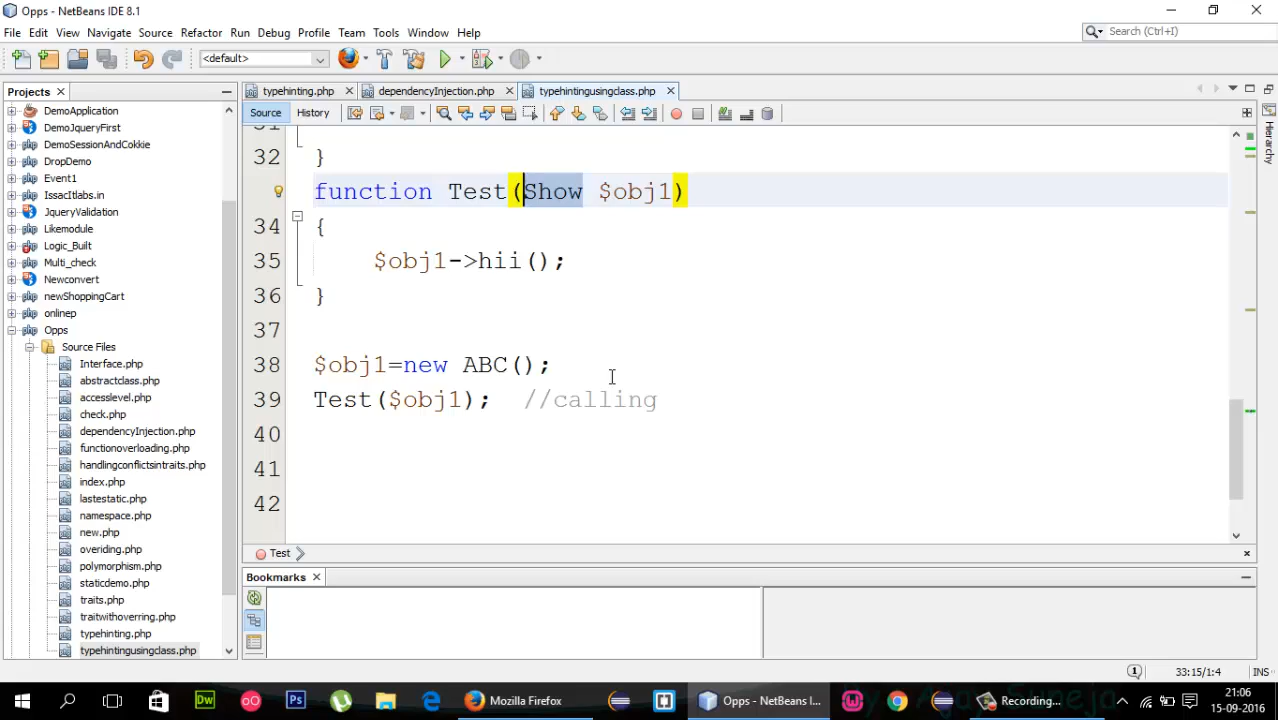 Opps - NetBeans IDE 8.1
File Edit View Navigate Source Refactor Run Debug Profile Team Tools Window Help
Search (Ctrl+I)
<default>
Projects
typehinting.php
dependencyInjection.php
typehintingusingclass.php
Source
History
DemoApplication
DemoJqueryFirst
DemoSessionAndCokkie
DropDemo
Event1
IssacItlabs.in
JqueryValidation
Likemodule
Logic_Built
Multi_check
Newconvert
newShoppingCart
onlinep
Opps
Source Files
Interface.php
abstractclass.php
accesslevel.php
check.php
dependencyInjection.php
functionoverloading.php
handlingconflictsintraits.php
index.php
lastestatic.php
namespace.php
new.php
overiding.php
polymorphism.php
staticdemo.php
traits.php
traitwithoverring.php
typehinting.php
typehintingusingclass.php
32 }
function Test(Show $obj1)
34 {
35 $obj1->hii();
36 }
37
38 $obj1=new ABC();
39 Test($obj1); //calling
40
41
42
Hierarchy
Test
Bookmarks
1
33:15/1:4
INS
Mozilla Firefox
Opps - NetBeans I...
Recording...
21:06
15-09-2016